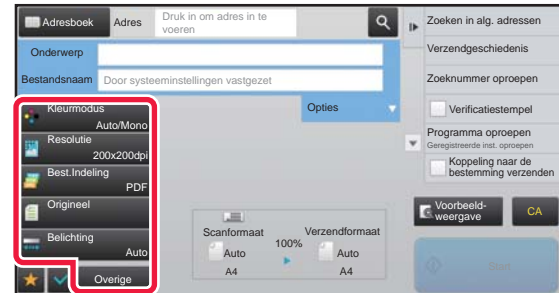 Adresboek
Adres
Druk in om adres in te
voeren
Onderwerp
Bestandsnaam
Door systeeminstellingen vastgezet
Opties
Kleurmodus
Auto/Mono
Resolutie
200x200dpi
Best.Indeling
PDF
Origineel
Belichting
Auto
Overige
Scanformaat
Auto
A4
100%
Verzendformaat
Auto
A4
Zoeken in alg. adressen
Verzendgeschiedenis
Zoeknummer oproepen
Verificatiestempel
Programma oproepen
Geregistreerde inst. oproepen
Koppeling naar de
bestemming verzenden
Voorbeeld-
weergave
CA
Start